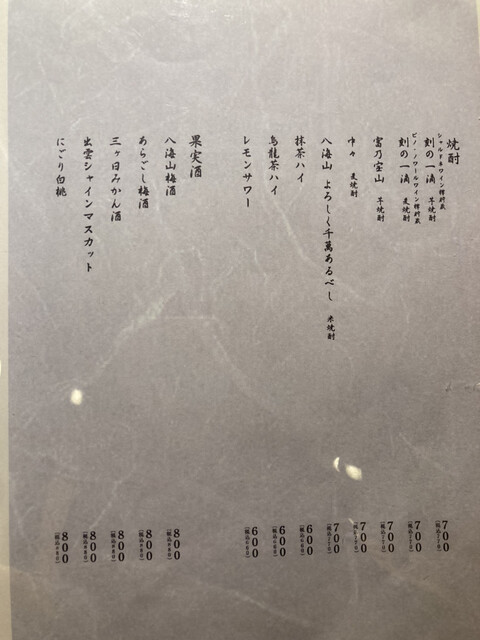 焼酎
シャルドネワイン樽貯蔵
刻の一滴 芋焼酎 700
ピノ・ノワールワイン樽貯蔵
刻の一滴 麦焼酎 700
富乃宝山 芋焼酎 700
中々 麦焼酎 700
八海山 よろしく千萬あるべし 米焼酎 700
抹茶ハイ 600
烏龍茶ハイ 600
レモンサワー 600
果実酒
八海山梅酒 800
あらごし梅酒 800
三ヶ日みかん酒 800
出雲シャインマスカット 800
にごり白桃 800